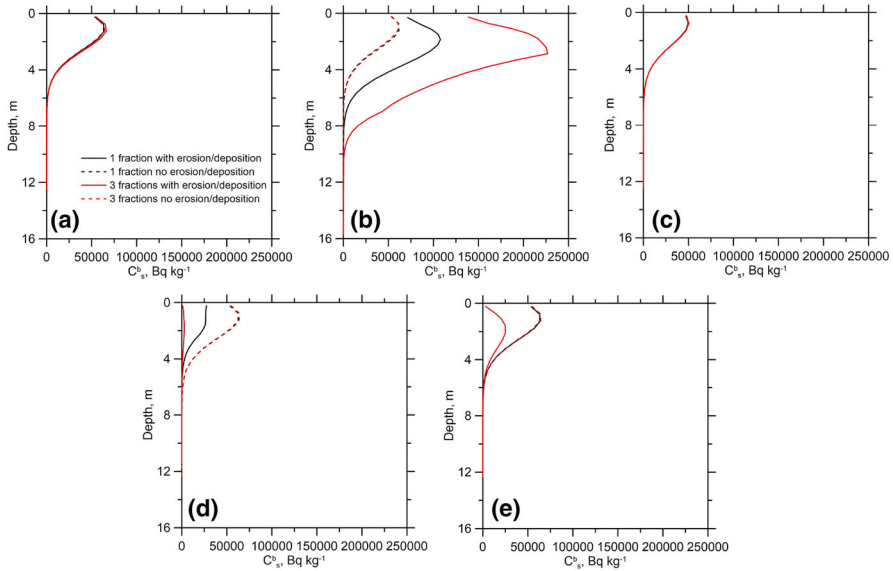 0
4
8
12
16
Depth, m
1 fraction with erosion/deposition
1 fraction no erosion/deposition
3 fractions with erosion/deposition
3 fractions no erosion/deposition
(a)
0 50000 100000 150000 200000 250000
Cᵇₛ, Bq kg⁻¹
0
4
8
12
16
Depth, m
(b)
0 50000 100000 150000 200000 250000
Cᵇₛ, Bq kg⁻¹
0
4
8
12
16
Depth, m
(c)
0 50000 100000 150000 200000 250000
Cᵇₛ, Bq kg⁻¹
0
4
8
12
16
Depth, m
(d)
0 50000 100000 150000 200000 250000
Cᵇₛ, Bq kg⁻¹
0
4
8
12
16
Depth, m
(e)
0 50000 100000 150000 200000 250000
Cᵇₛ, Bq kg⁻¹